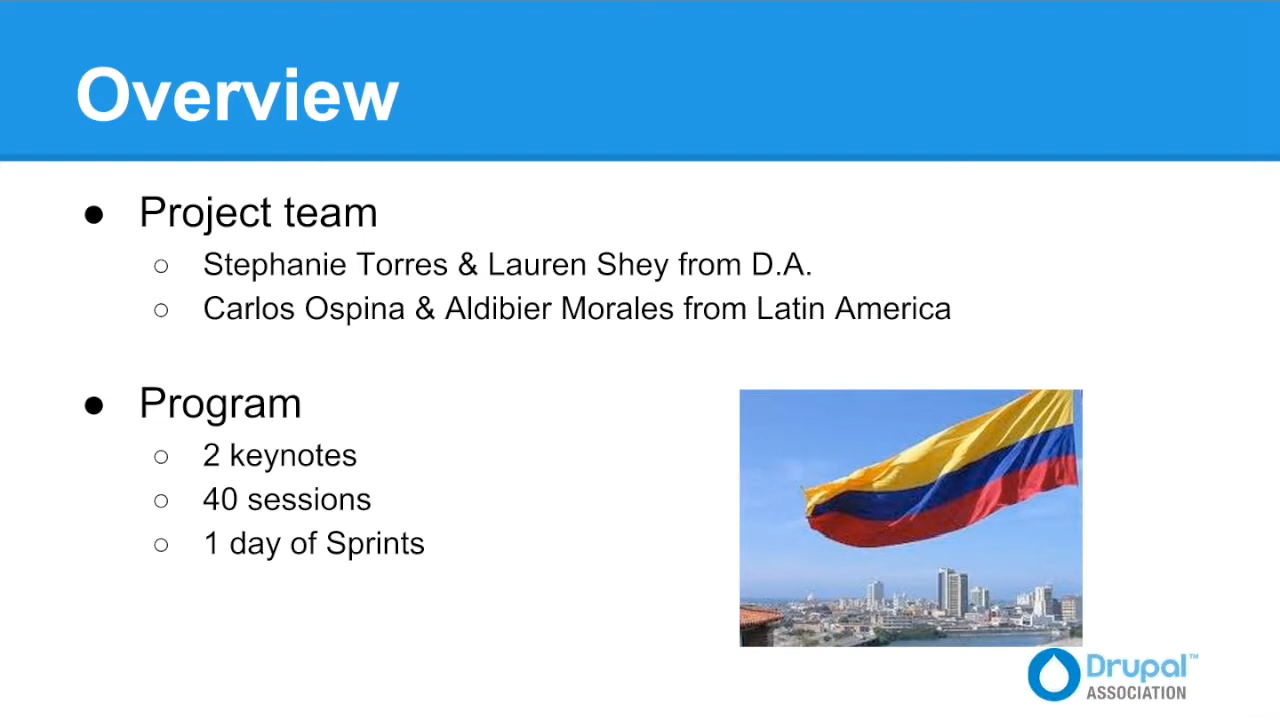 Overview
● Project team
○ Stephanie Torres & Lauren Shey from D.A.
○ Carlos Ospina & Aldibier Morales from Latin America
● Program
○ 2 keynotes
○ 40 sessions
○ 1 day of Sprints
Drupal™
ASSOCIATION